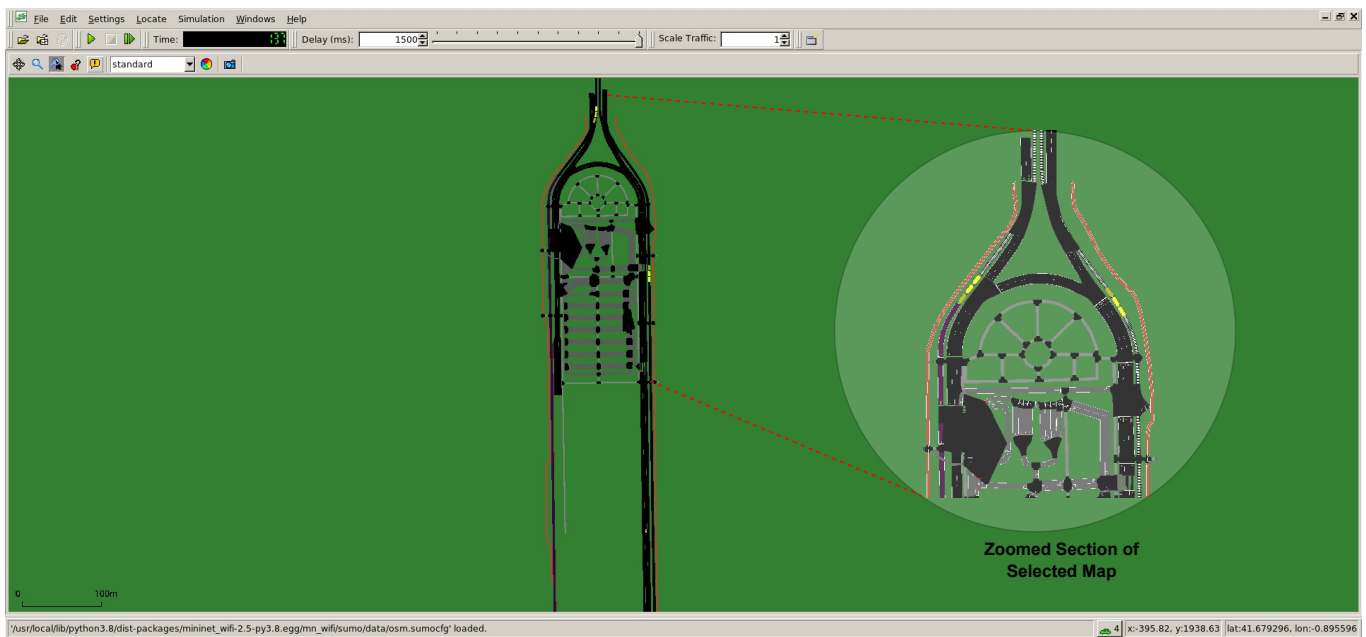 File Edit Settings Locate Simulation Windows Help
Time: 137 Delay (ms): 1500 Scale Traffic: 1
standard
Zoomed Section of
Selected Map
0 100m
'/usr/local/lib/python3.8/dist-packages/mininet_wifi-2.5-py3.8.egg/mn_wifi/sumo/data/osm.sumocfg' loaded. 4 x:-395.82, y:1938.63 lat:41.679296, lon:-0.895596